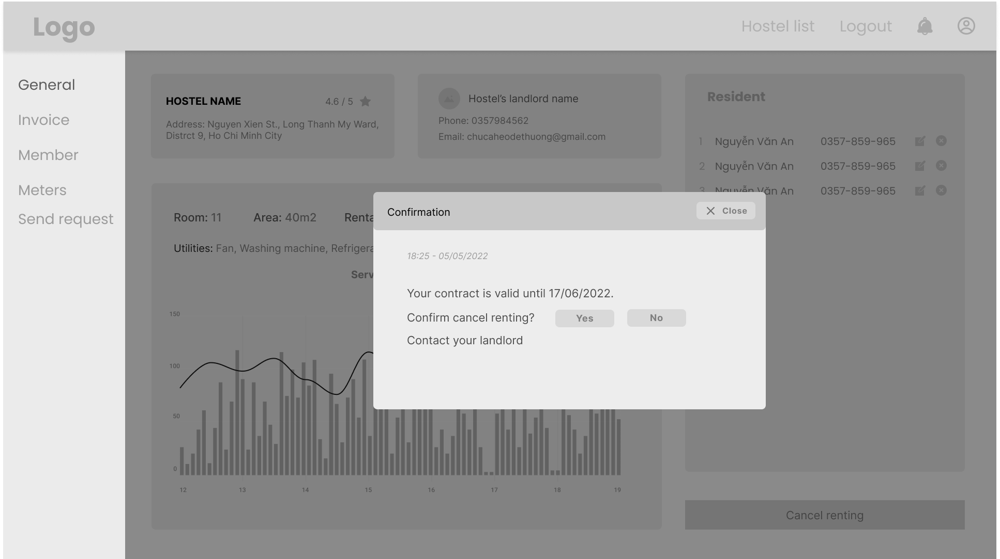 Logo
Hostel list
Logout
General
Invoice
Member
Meters
Send request
HOSTEL NAME
4.6 / 5
Address: Nguyen Xien St., Long Thanh My Ward,
Distrct 9, Ho Chi Minh City
Hostel's landlord name
Phone: 0357984562
Email: chucaheodethuong@gmail.com
Resident
1 Nguyễn Văn An 0357-859-965
2 Nguyễn Văn An 0357-859-965
3 Nguyễn Văn An 0357-859-965
Room: 11 Area: 40m2
Utilities: Fan, Washing machine,
Confirmation
Close
18:25 - 05/05/2022
Your contract is valid until 17/06/2022.
Confirm cancel renting? Yes No
Contact your landlord
150
100
50
0
12 13 14 15 16 17 18 19
Cancel renting